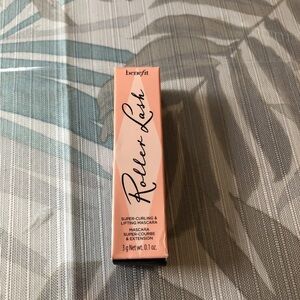 benefit
Roller Lash
SUPER-CURLING &
LIFTING MASCARA
MASCARA
SUPER-COURBE
& EXTENSION
3 g Net wt. 0.1 oz.